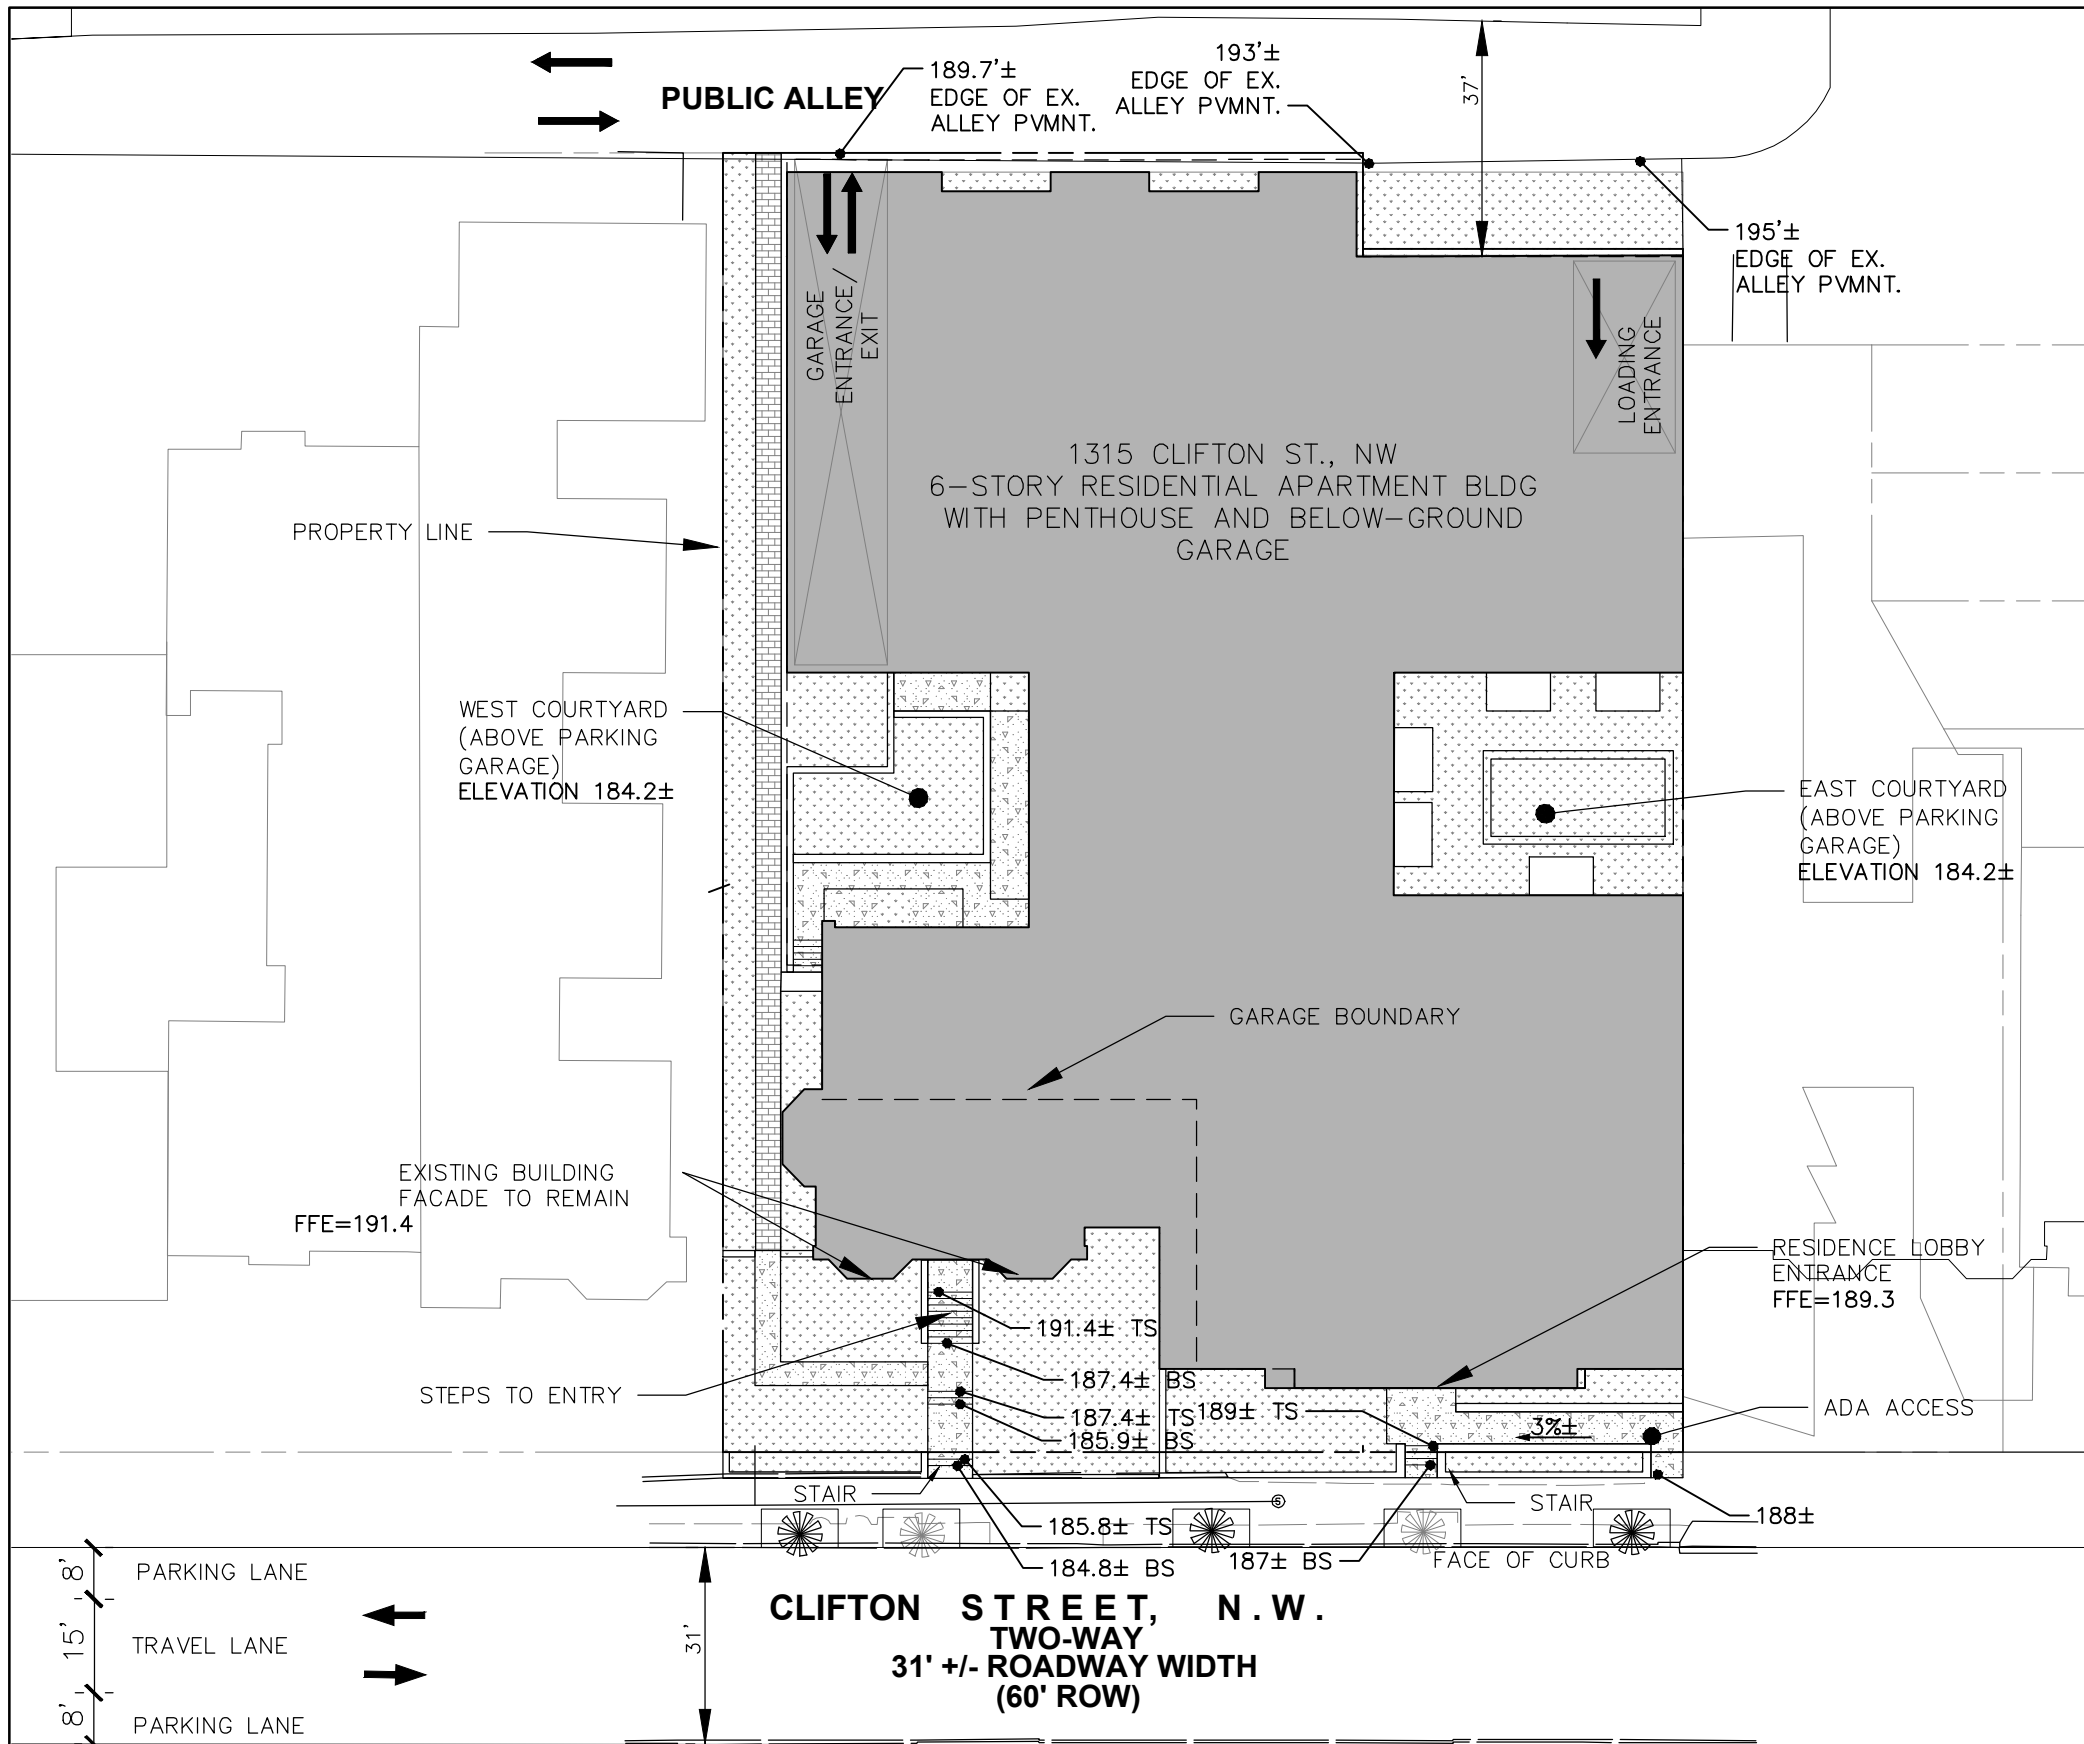 PUBLIC ALLEY
189.7'±
EDGE OF EX.
ALLEY PVMNT.
193'±
EDGE OF EX.
ALLEY PVMNT.
37'
195'±
EDGE OF EX.
ALLEY PVMNT.
GARAGE
ENTRANCE/
EXIT
LOADING
ENTRANCE
1315 CLIFTON ST., NW
6-STORY RESIDENTIAL APARTMENT BLDG
WITH PENTHOUSE AND BELOW-GROUND
GARAGE
PROPERTY LINE
WEST COURTYARD
(ABOVE PARKING
GARAGE)
ELEVATION 184.2±
EAST COURTYARD
(ABOVE PARKING
GARAGE)
ELEVATION 184.2±
GARAGE BOUNDARY
EXISTING BUILDING
FACADE TO REMAIN
FFE=191.4
RESIDENCE LOBBY
ENTRANCE
FFE=189.3
191.4± TS
187.4± BS
STEPS TO ENTRY
187.4± TS
185.9± BS
189± TS
3%±
ADA ACCESS
STAIR
STAIR
188±
185.8± TS
184.8± BS
187± BS
FACE OF CURB
8'
PARKING LANE
15'
TRAVEL LANE
8'
PARKING LANE
31'
CLIFTON STREET, N.W.
TWO-WAY
31' +/- ROADWAY WIDTH
(60' ROW)